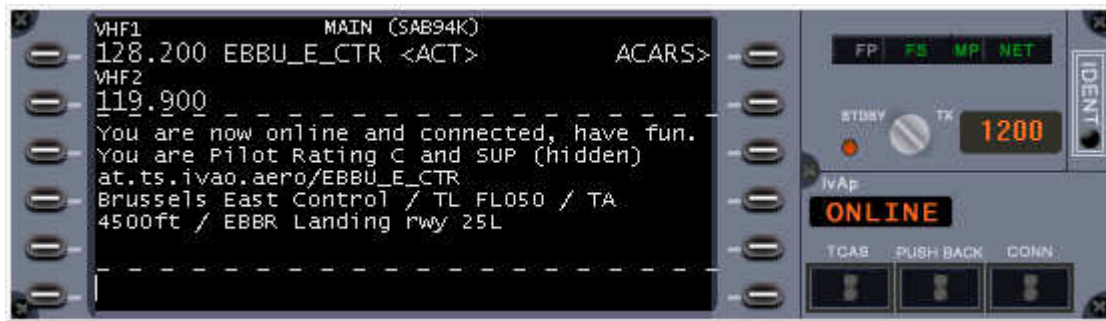 VHF1 MAIN (SAB94K)
128.200 EBBU_E_CTR <ACT> ACARS>
VHF2
119.900
You are now online and connected, have fun.
You are Pilot Rating C and SUP (hidden)
at.ts.ivao.aero/EBBU_E_CTR
Brussels East Control / TL FL050 / TA
4500ft / EBBR Landing rwy 25L
FP FS MP NET
STDBY TX 1200
IDENT
IvAp
ONLINE
TCAS PUSH BACK CONN